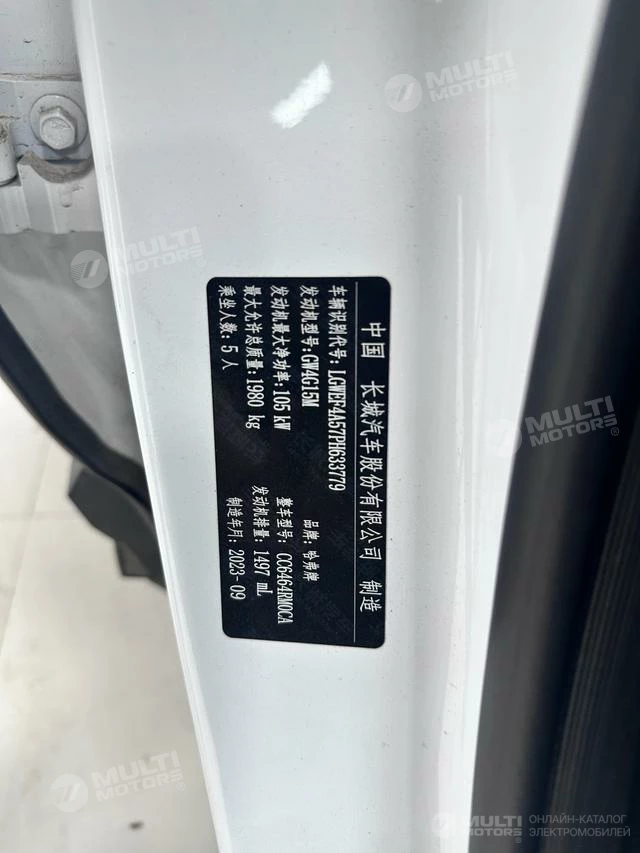 中国 长城汽车股份有限公司 制造
车辆识别代号: LGWEF4A57PH633779 品牌: 哈弗牌
发动机型号: GW4G15M 整车型号: CC6464RM0CA
发动机最大净功率: 105 kW 发动机排量: 1497 mL
最大允许总质量: 1980 kg 制造年月: 2023-09
乘坐人数: 5 人
MULTI
MOTORS®
MULTI
MOTORS®
MULTI
MOTORS®
MULTI
MOTORS®
ОНЛАЙН-КАТАЛОГ
ЭЛЕКТРОМОБИЛЕЙ